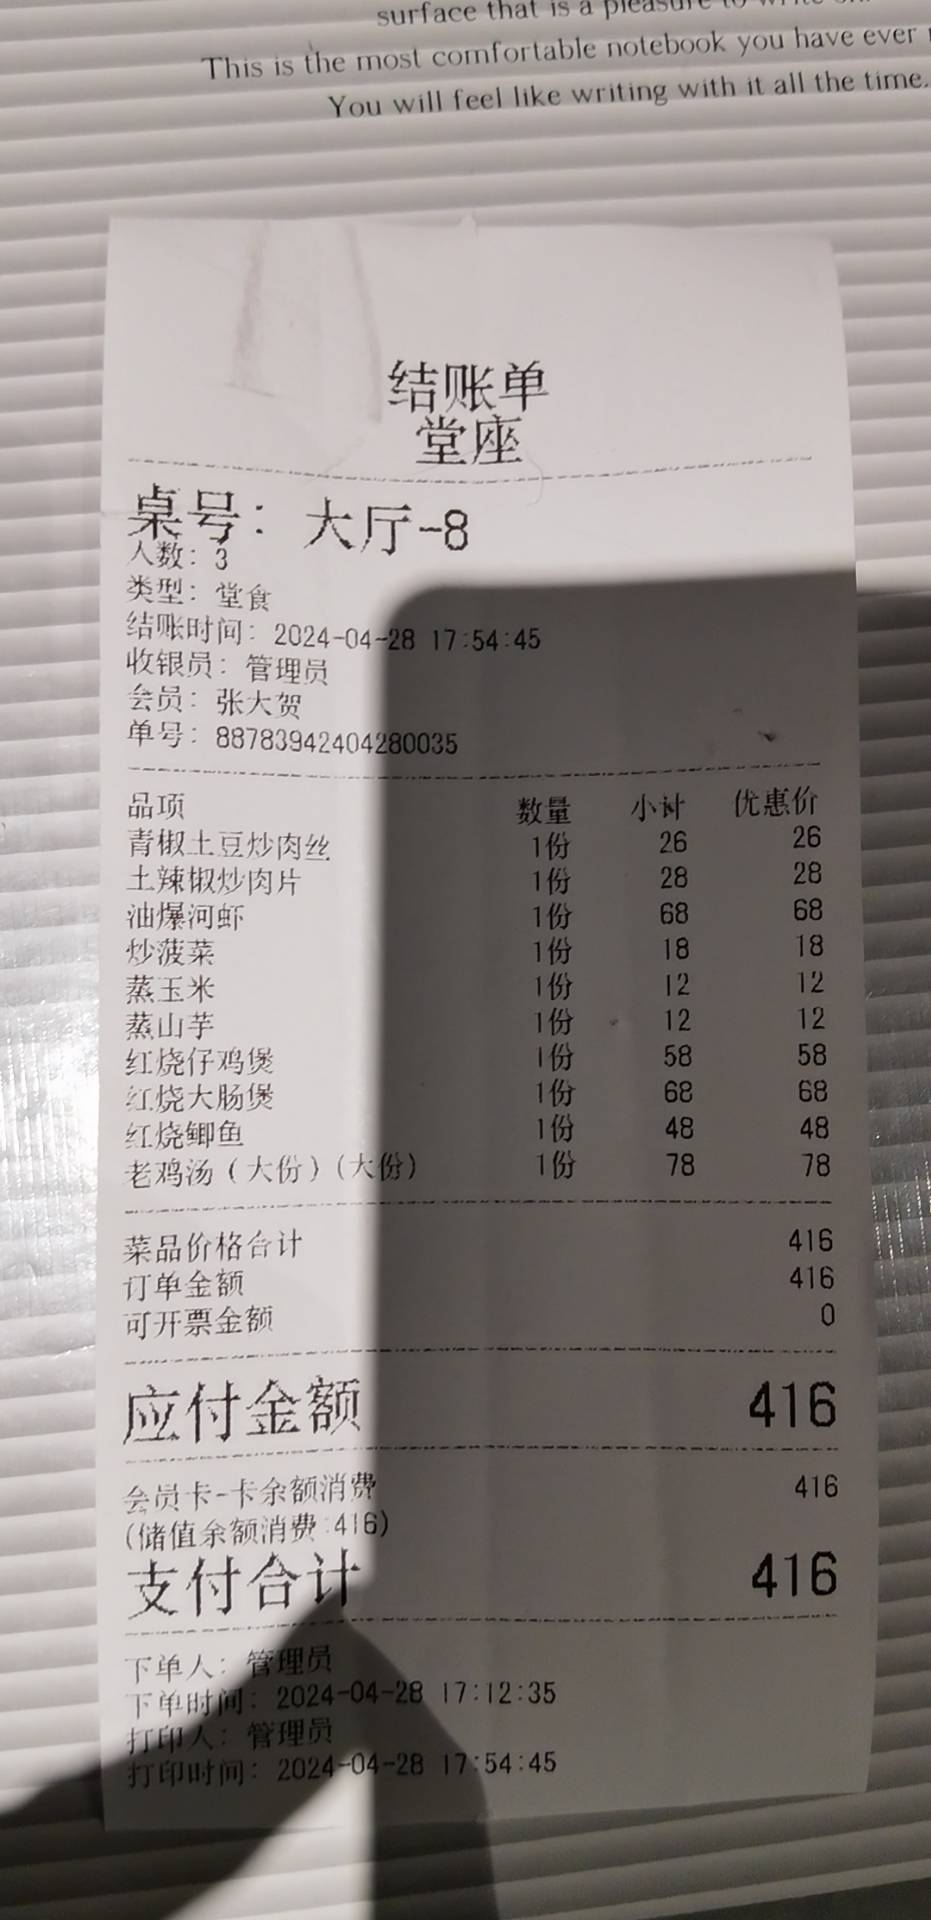 surface that is a pleasure to write on.
This is the most comfortable notebook you have ever
You will feel like writing with it all the time.
结账单
堂座
桌号: 大厅-8
人数: 3
类型: 堂食
结账时间: 2024-04-28 17:54:45
收银员: 管理员
会员: 张大贺
单号: 88783942404280035
品项 数量 小计 优惠价
青椒土豆炒肉丝 1份 26 26
土辣椒炒肉片 1份 28 28
油爆河虾 1份 68 68
炒菠菜 1份 18 18
蒸玉米 1份 12 12
蒸山芋 1份 12 12
红烧仔鸡煲 1份 58 58
红烧大肠煲 1份 68 68
红烧鲫鱼 1份 48 48
老鸡汤(大份)(大份) 1份 78 78
菜品价格合计 416
订单金额 416
可开票金额 0
应付金额 416
会员卡-卡余额消费 416
(储值余额消费:416)
支付合计 416
下单人: 管理员
下单时间: 2024-04-28 17:12:35
打印人: 管理员
打印时间: 2024-04-28 17:54:45